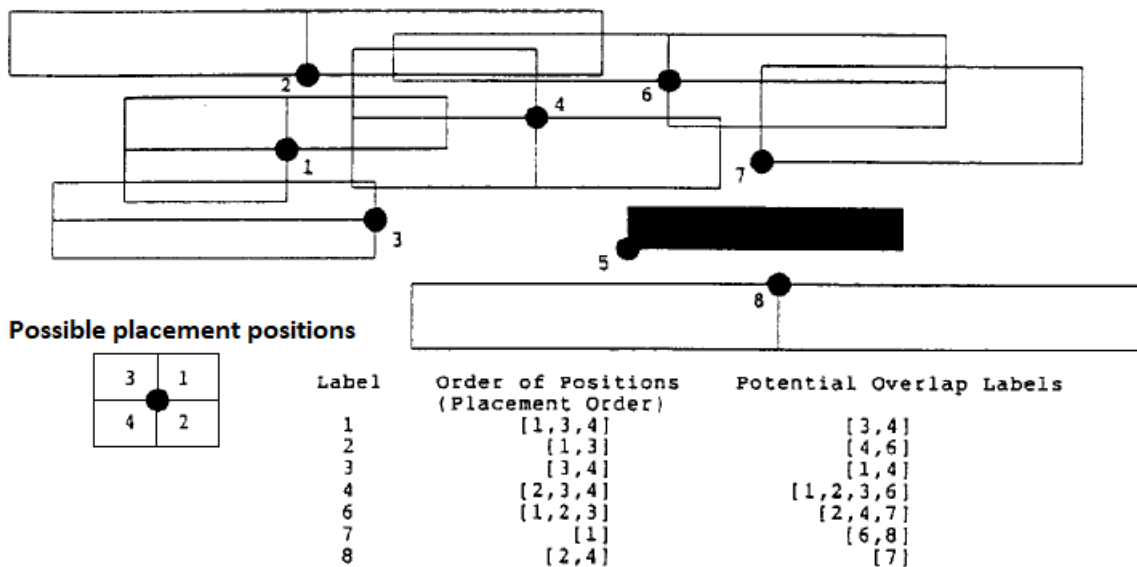 2
4
6
1
7
3
5
8
Possible placement positions
3 1
4 2
Label Order of Positions Potential Overlap Labels
(Placement Order)
1 [1,3,4] [3,4]
2 [1,3] [4,6]
3 [3,4] [1,4]
4 [2,3,4] [1,2,3,6]
6 [1,2,3] [2,4,7]
7 [1] [6,8]
8 [2,4] [7]